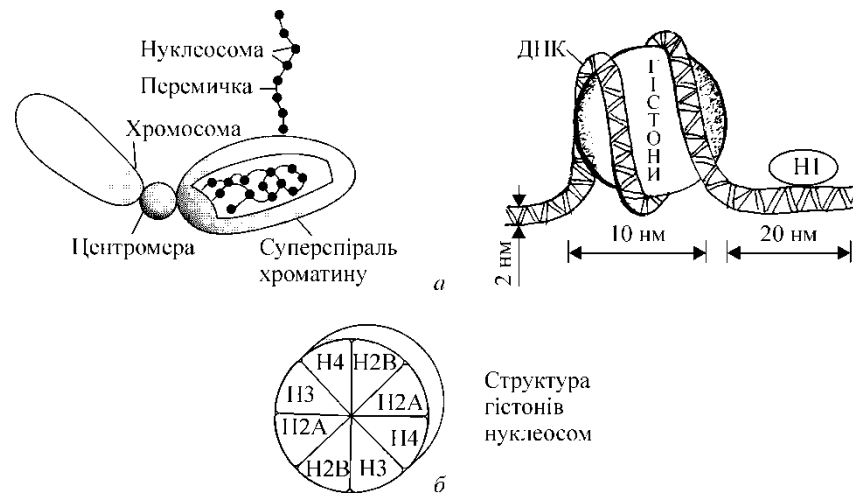 Нуклеосома
Перемичка
Хромосома
Центромера
Суперспіраль
хроматину
а
ДНК
ГІСТОНИ
H1
2 нм
10 нм
20 нм
H4
H2B
H3
H2A
H2A
H4
H2B
H3
б
Структура
гістонів
нуклеосом